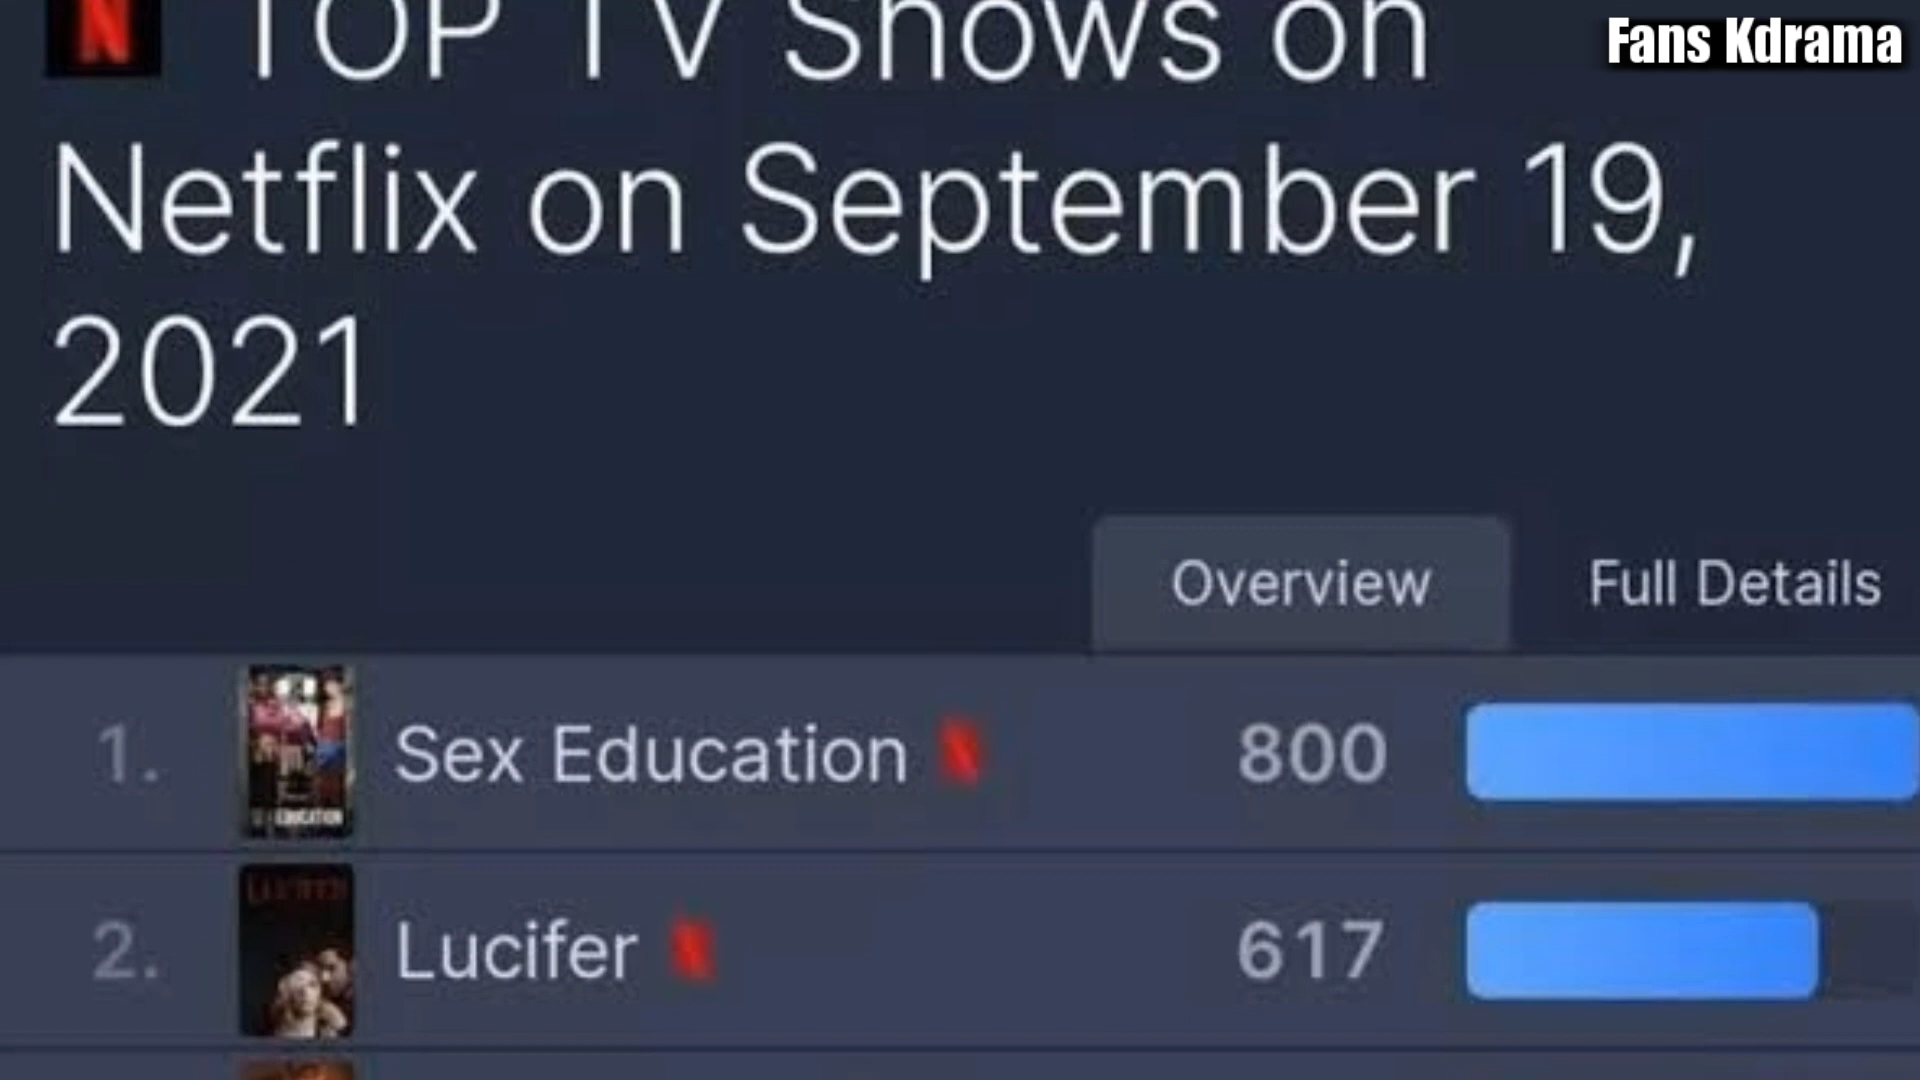 TOP TV Shows on
Fans Kdrama
Netflix on September 19,
2021
Overview
Full Details
1. Sex Education 800
2. Lucifer 617